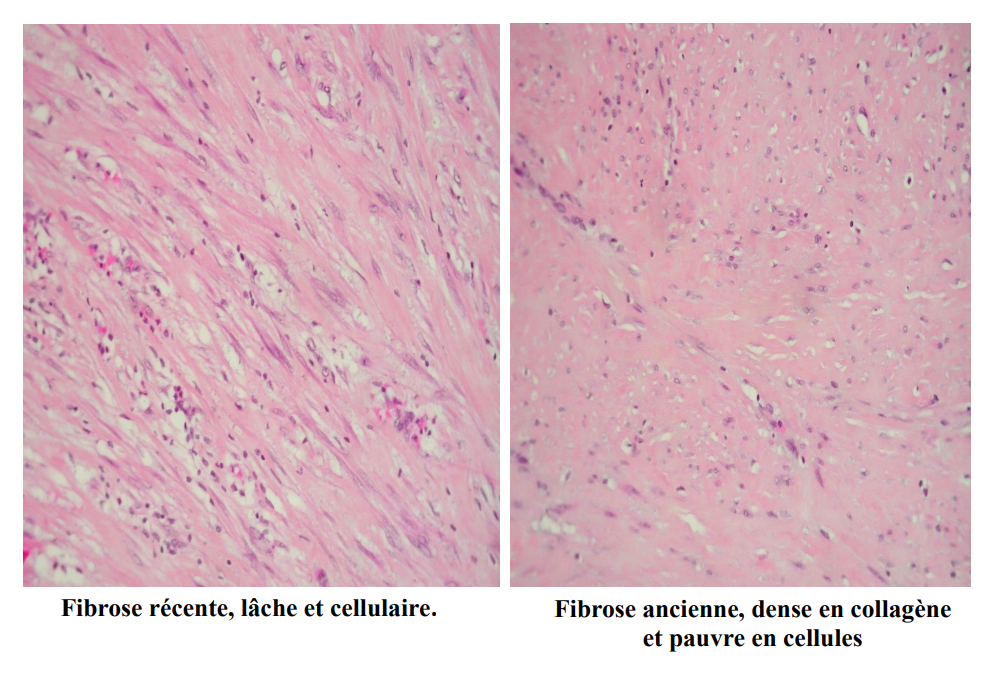 Fibrose récente, lâche et cellulaire.
Fibrose ancienne, dense en collagène
et pauvre en cellules